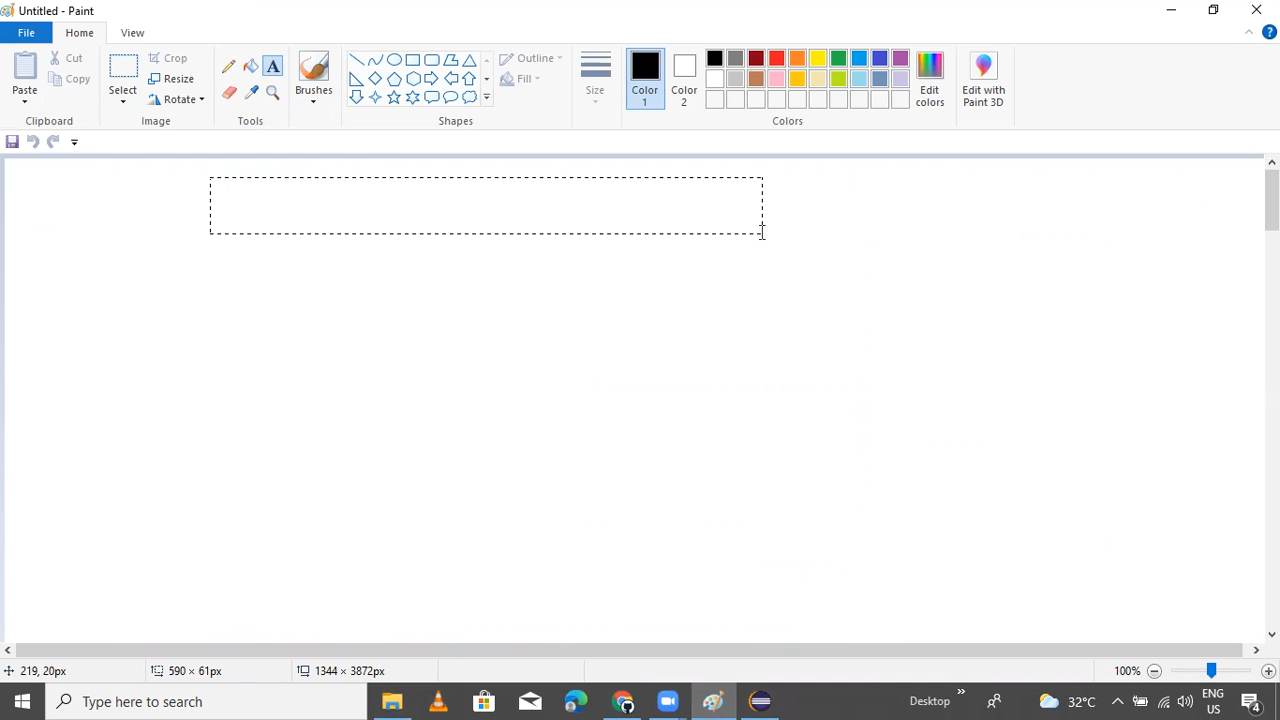 Untitled - Paint
File
Home
View
Paste
Cut
Copy
Clipboard
Select
Crop
Resize
Rotate
Image
A
Tools
Brushes
Outline
Fill
Shapes
Size
Color
1
Color
2
Edit
colors
Edit with
Paint 3D
Colors
?
219, 20px
590 × 61px
1344 × 3872px
100%
Type here to search
Desktop
32°C
ENG
US
4